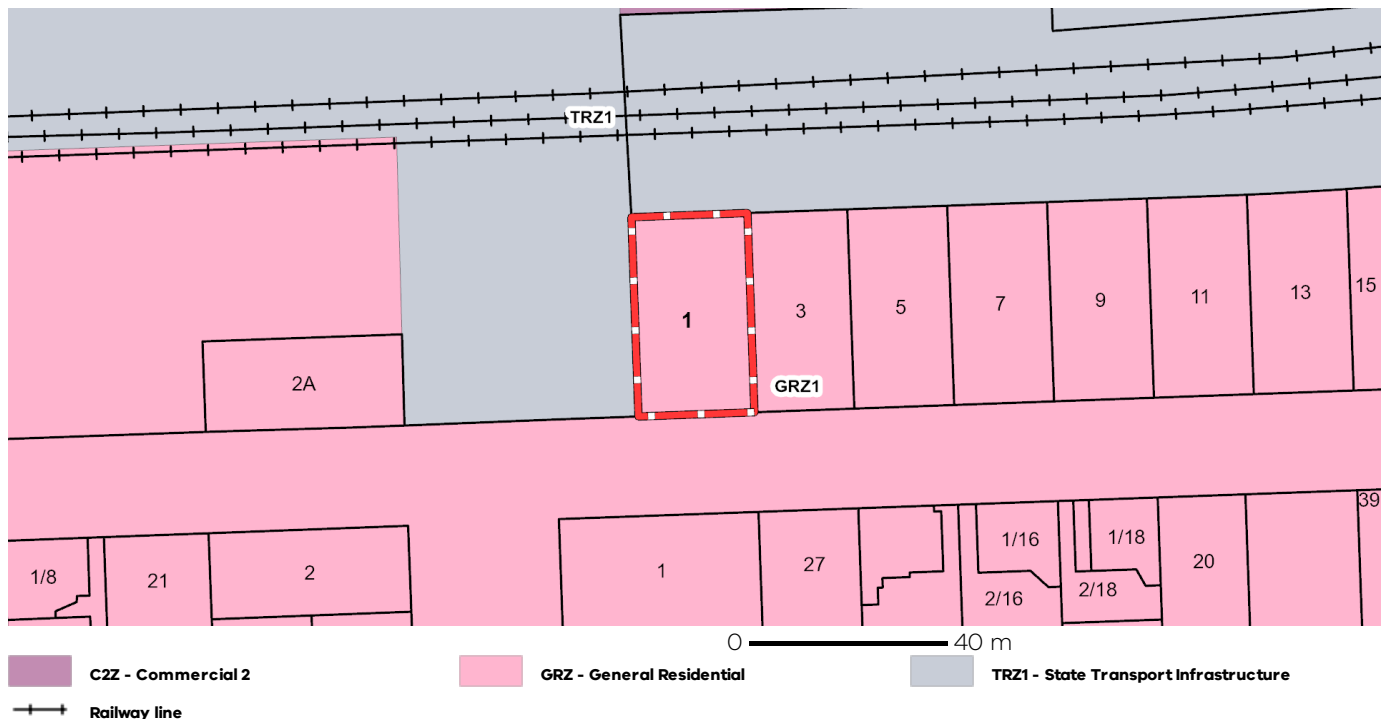 TRZ1
1
3
5
7
9
11
13
15
2A
GRZ1
1/8
21
2
1
27
1/16
2/16
1/18
2/18
20
39
0 40 m
C2Z - Commercial 2
GRZ - General Residential
TRZ1 - State Transport Infrastructure
Railway line